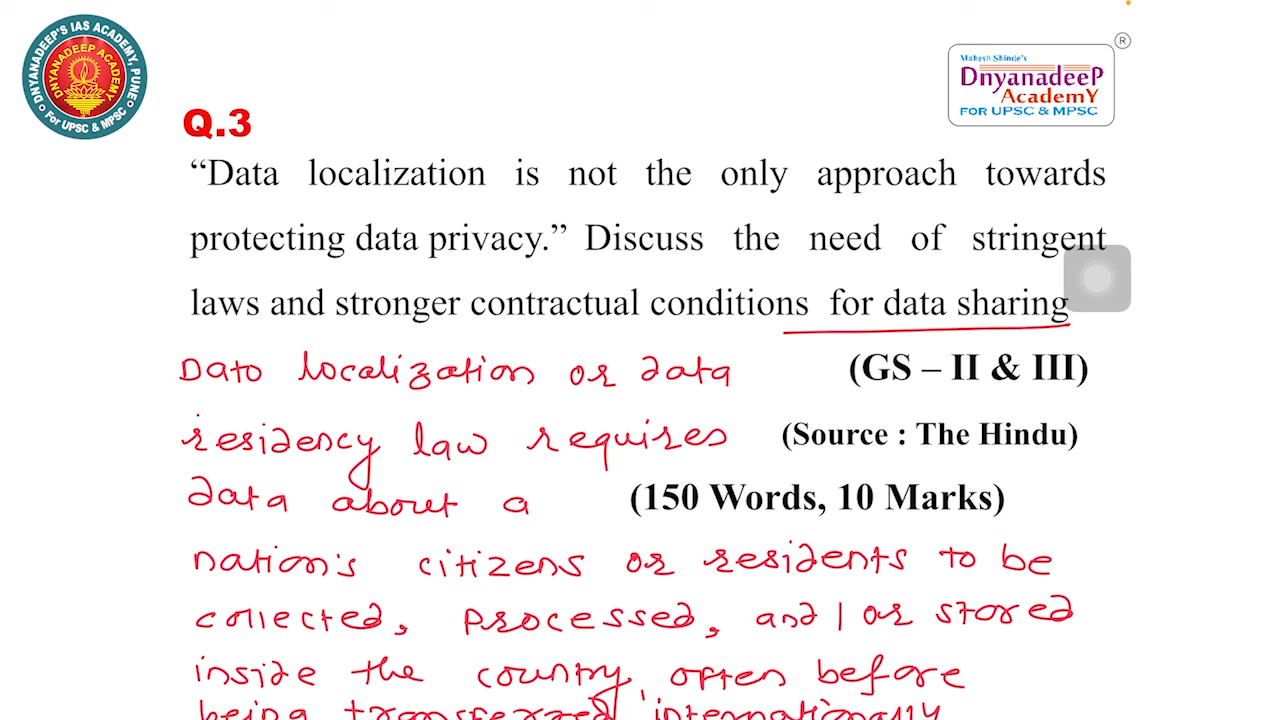 DNYANADEEP'S IAS ACADEMY, PUNE
DNYANADEEP ACADEMY
For UPSC & MPSC
®
Mahesh Shinde's
DnyanadeeP
AcademY
FOR UPSC & MPSC
Q.3
“Data localization is not the only approach towards
protecting data privacy.” Discuss the need of stringent
laws and stronger contractual conditions for data sharing
Data localization or data (GS – II & III)
residency law requires (Source : The Hindu)
data about a (150 Words, 10 Marks)
nation's citizens or residents to be
collected, processed, and / or stored
inside the country, often before
being transferred internationally